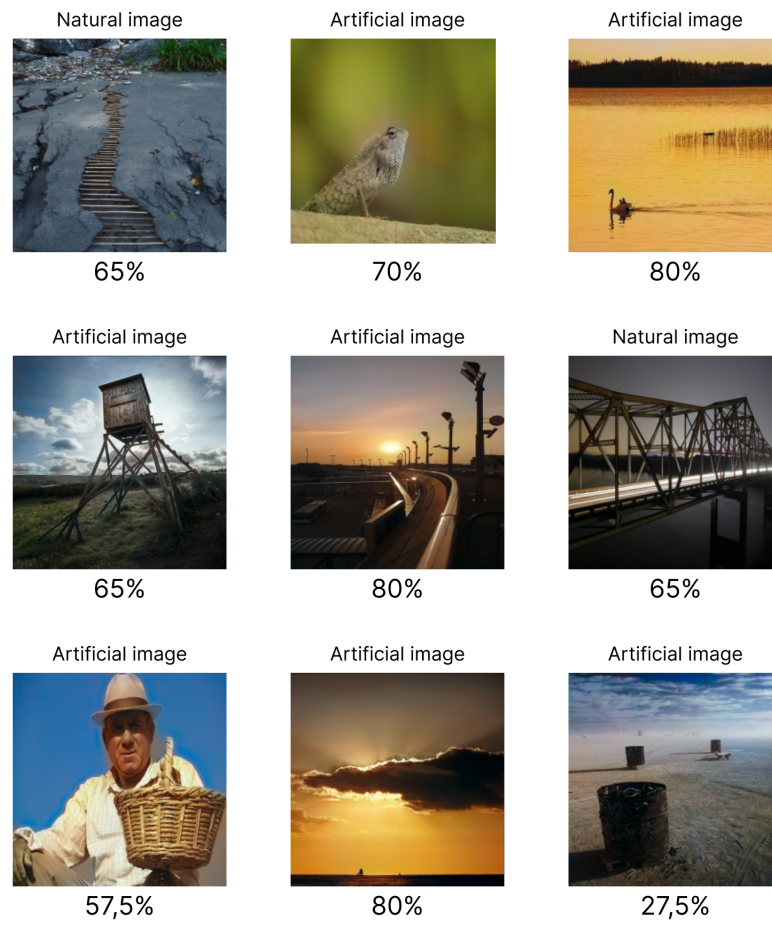 Natural image
Artificial image
Artificial image
65%
70%
80%
Artificial image
Artificial image
Natural image
65%
80%
65%
Artificial image
Artificial image
Artificial image
57,5%
80%
27,5%